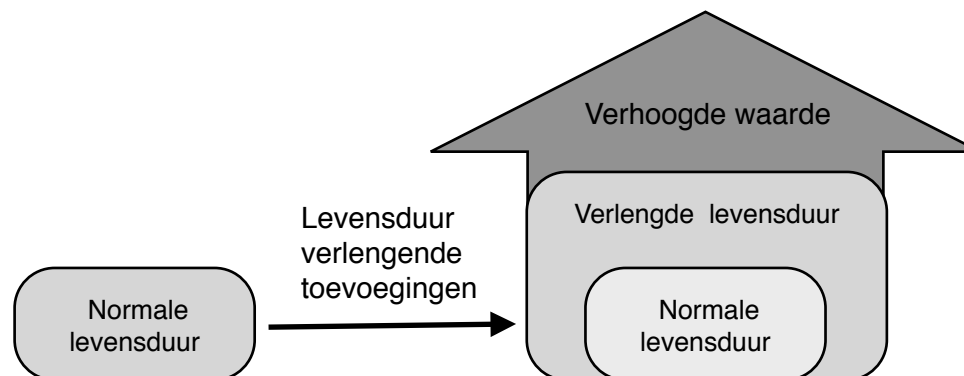 Verhoogde waarde
Levensduur
verlengende
toevoegingen
Verlengde levensduur
Normale
levensduur
Normale
levensduur